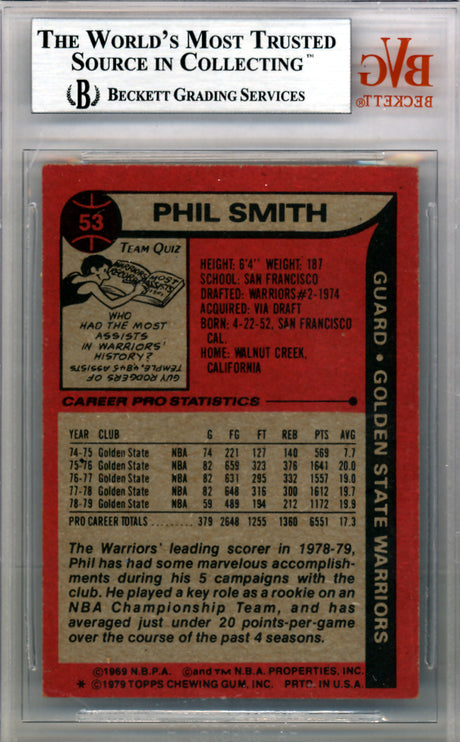 THE WORLD'S MOST TRUSTED
SOURCE IN COLLECTING™
B BECKETT GRADING SERVICES
BVG
BECKETT®
53
PHIL SMITH
TEAM QUIZ
WHO
HAD THE MOST
ASSISTS
IN WARRIORS'
HISTORY?
GUY RODGERS OF
TEMPLE, 4,845 ASSISTS
HEIGHT: 6'4" WEIGHT: 187
SCHOOL: SAN FRANCISCO
DRAFTED: WARRIORS #2-1974
ACQUIRED: VIA DRAFT
BORN: 4-22-52, SAN FRANCISCO
CAL.
HOME: WALNUT CREEK,
CALIFORNIA
GUARD • GOLDEN STATE WARRIORS
CAREER PRO STATISTICS
YEAR CLUB G FG FT REB PTS AVG
74-75 Golden State NBA 74 221 127 140 569 7.7
75-76 Golden State NBA 82 659 323 376 1641 20.0
76-77 Golden State NBA 82 631 295 332 1557 19.0
77-78 Golden State NBA 82 648 316 300 1612 19.7
78-79 Golden State NBA 59 489 194 212 1172 19.9
PRO CAREER TOTALS ......... 379 2648 1255 1360 6551 17.3
The Warriors' leading scorer in 1978-79,
Phil has had some marvelous accomplish-
ments during his 5 campaigns with the
club. He played a key role as a rookie on an
NBA Championship Team, and has
averaged just under 20 points-per-game
over the course of the past 4 seasons.
©1969 N.B.P.A. ©and TM N.B.A. PROPERTIES, INC.
* ©1979 TOPPS CHEWING GUM, INC. PRTD. IN U.S.A.